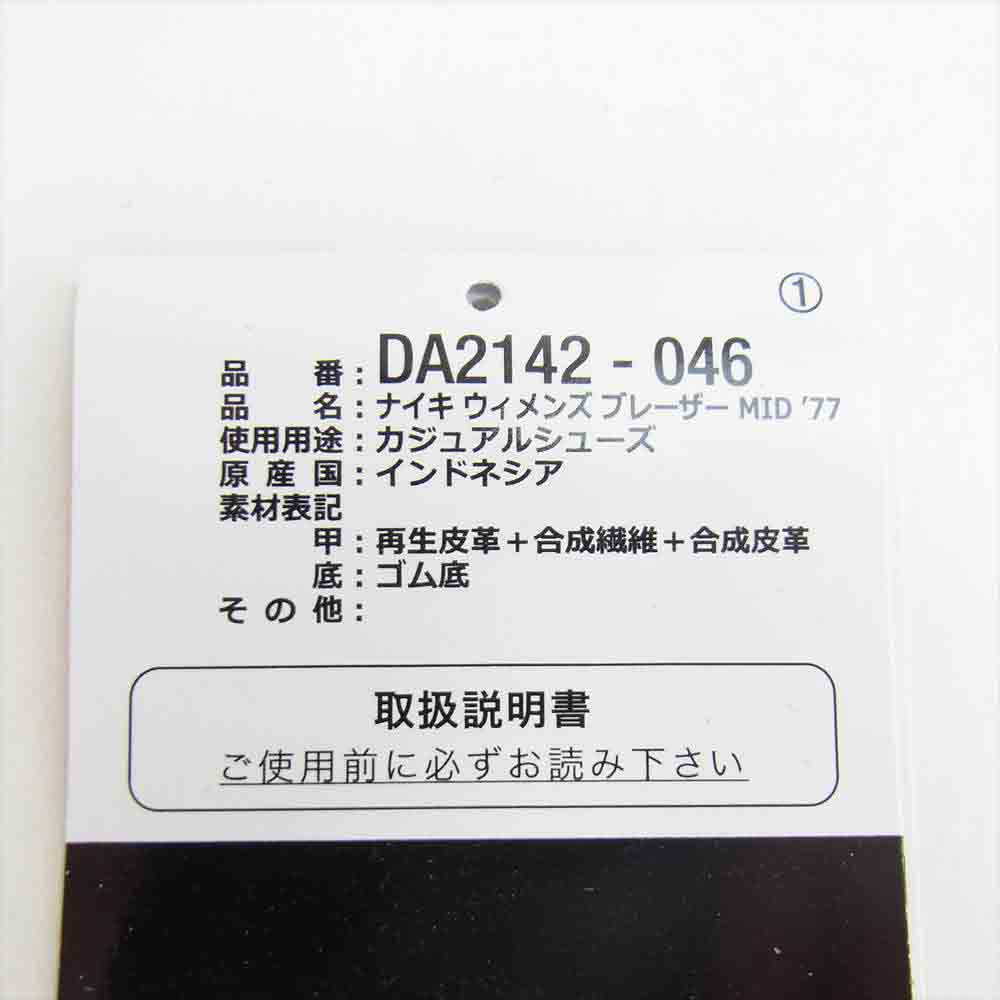 ①
品番：DA2142 - 046
品名：ナイキ ウィメンズ ブレーザー MID '77
使用用途：カジュアルシューズ
原産国：インドネシア
素材表記
甲：再生皮革＋合成繊維＋合成皮革
底：ゴム底
その他：
取扱説明書
ご使用前に必ずお読み下さい